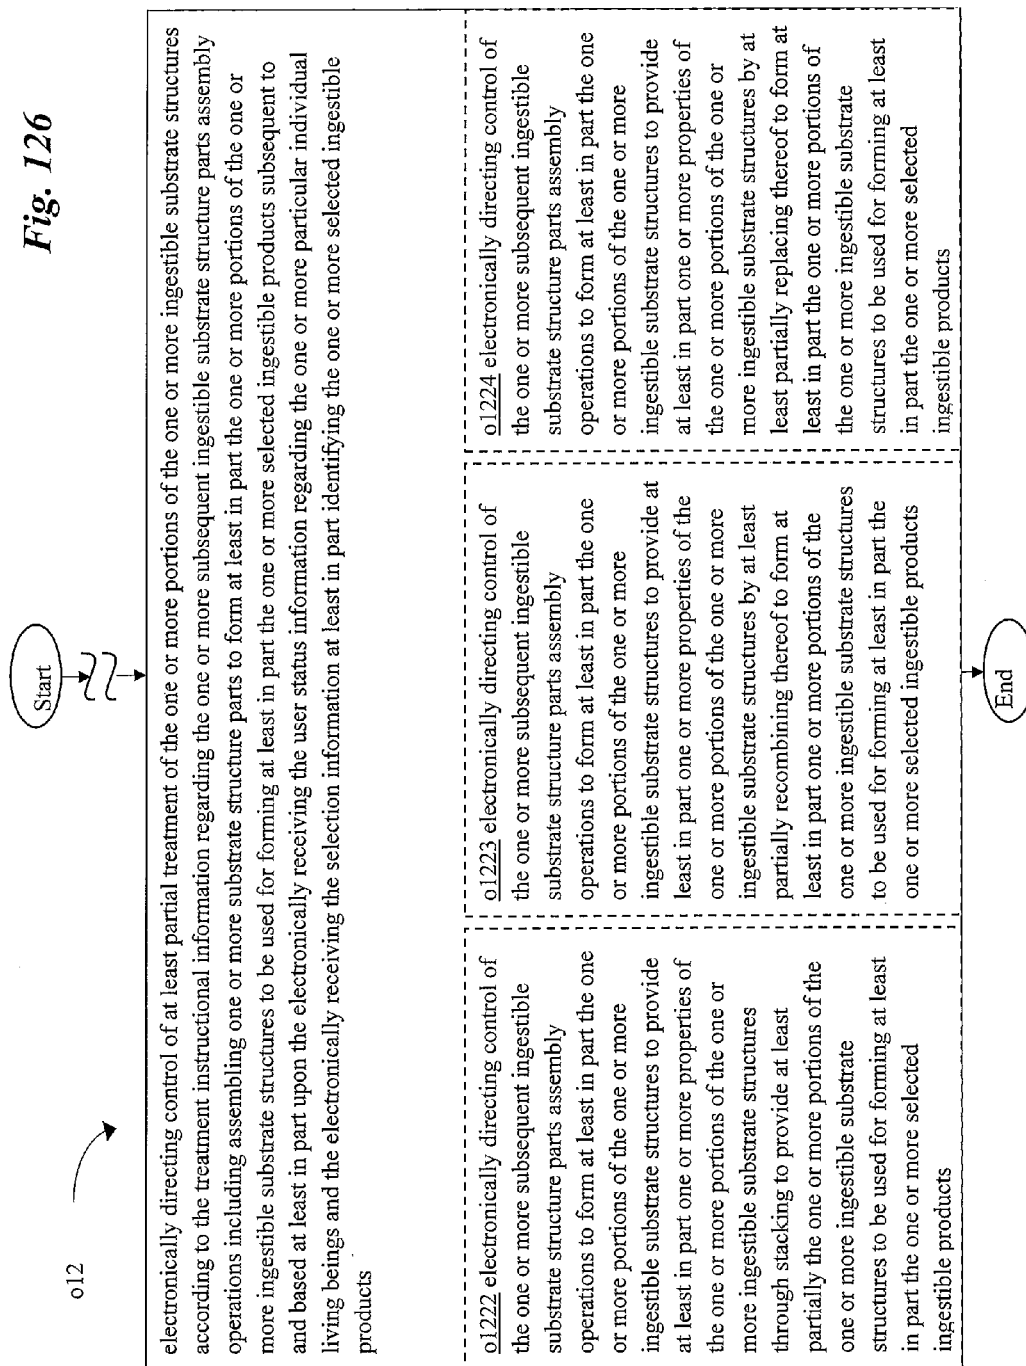 Fig. 126
o12
Start
electronically directing control of at least partial treatment of the one or more portions of the one or more ingestible substrate structures
according to the treatment instructional information regarding the one or more subsequent ingestible substrate structure parts assembly
operations including assembling one or more substrate structure parts to form at least in part the one or more portions of the one or
more ingestible substrate structures to be used for forming at least in part the one or more selected ingestible products subsequent to
and based at least in part upon the electronically receiving the user status information regarding the one or more particular individual
living beings and the electronically receiving the selection information at least in part identifying the one or more selected ingestible
products
o1222 electronically directing control of
the one or more subsequent ingestible
substrate structure parts assembly
operations to form at least in part the one
or more portions of the one or more
ingestible substrate structures to provide
at least in part one or more properties of
the one or more portions of the one or
more ingestible substrate structures
through stacking to provide at least
partially the one or more portions of the
one or more ingestible substrate
structures to be used for forming at least
in part the one or more selected
ingestible products
o1223 electronically directing control of
the one or more subsequent ingestible
substrate structure parts assembly
operations to form at least in part the one
or more portions of the one or more
ingestible substrate structures to provide at
least in part one or more properties of the
one or more portions of the one or more
ingestible substrate structures by at least
partially recombining thereof to form at
least in part one or more portions of the
one or more ingestible substrate structures
to be used for forming at least in part the
one or more selected ingestible products
o1224 electronically directing control of
the one or more subsequent ingestible
substrate structure parts assembly
operations to form at least in part the one
or more portions of the one or more
ingestible substrate structures to provide
at least in part one or more properties of
the one or more portions of the one or
more ingestible substrate structures by at
least partially replacing thereof to form at
least in part the one or more portions of
the one or more ingestible substrate
structures to be used for forming at least
in part the one or more selected
ingestible products
End